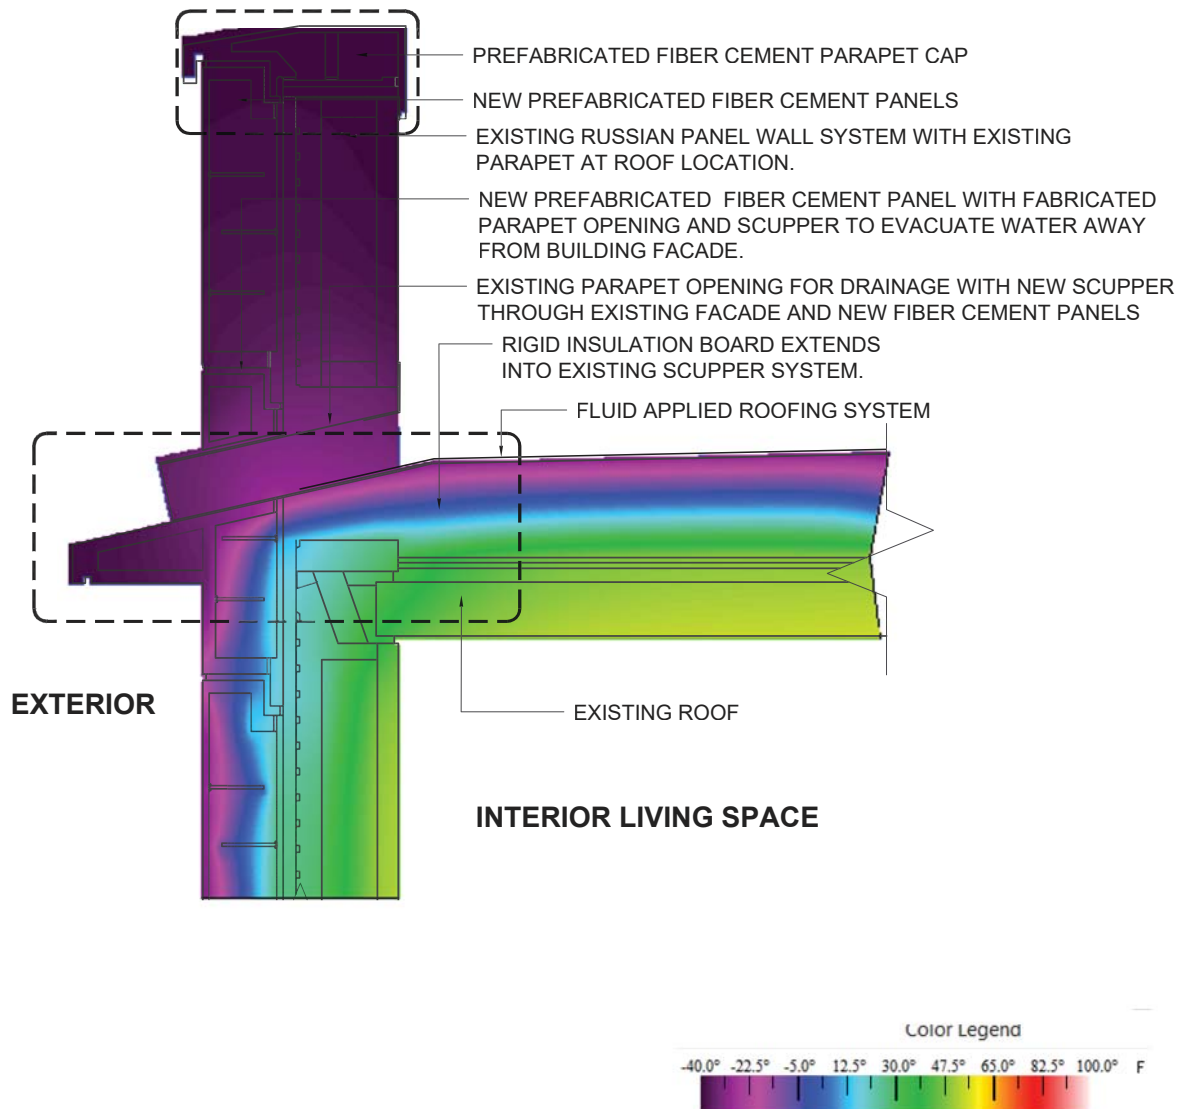 PREFABRICATED FIBER CEMENT PARAPET CAP
NEW PREFABRICATED FIBER CEMENT PANELS
EXISTING RUSSIAN PANEL WALL SYSTEM WITH EXISTING
PARAPET AT ROOF LOCATION.
NEW PREFABRICATED FIBER CEMENT PANEL WITH FABRICATED
PARAPET OPENING AND SCUPPER TO EVACUATE WATER AWAY
FROM BUILDING FACADE.
EXISTING PARAPET OPENING FOR DRAINAGE WITH NEW SCUPPER
THROUGH EXISTING FACADE AND NEW FIBER CEMENT PANELS
RIGID INSULATION BOARD EXTENDS
INTO EXISTING SCUPPER SYSTEM.
FLUID APPLIED ROOFING SYSTEM
EXTERIOR
EXISTING ROOF
INTERIOR LIVING SPACE
Color Legend
-40.0° -22.5° -5.0° 12.5° 30.0° 47.5° 65.0° 82.5° 100.0° F